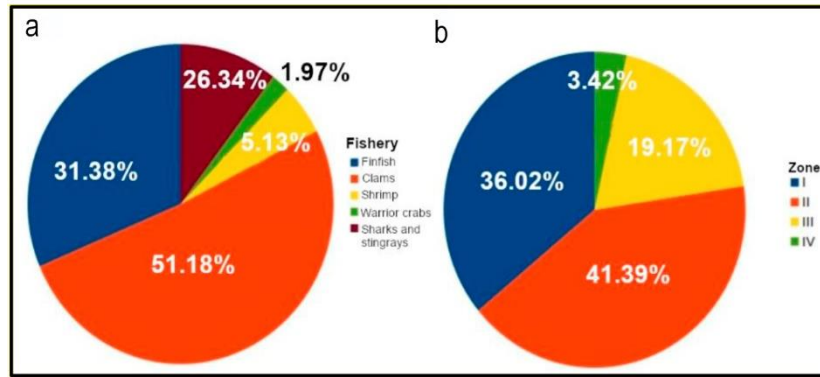 a
26.34%
1.97%
5.13%
31.38%
51.18%
Fishery
Finfish
Clams
Shrimp
Warrior crabs
Sharks and
stingrays
b
3.42%
19.17%
36.02%
41.39%
Zone
I
II
III
IV